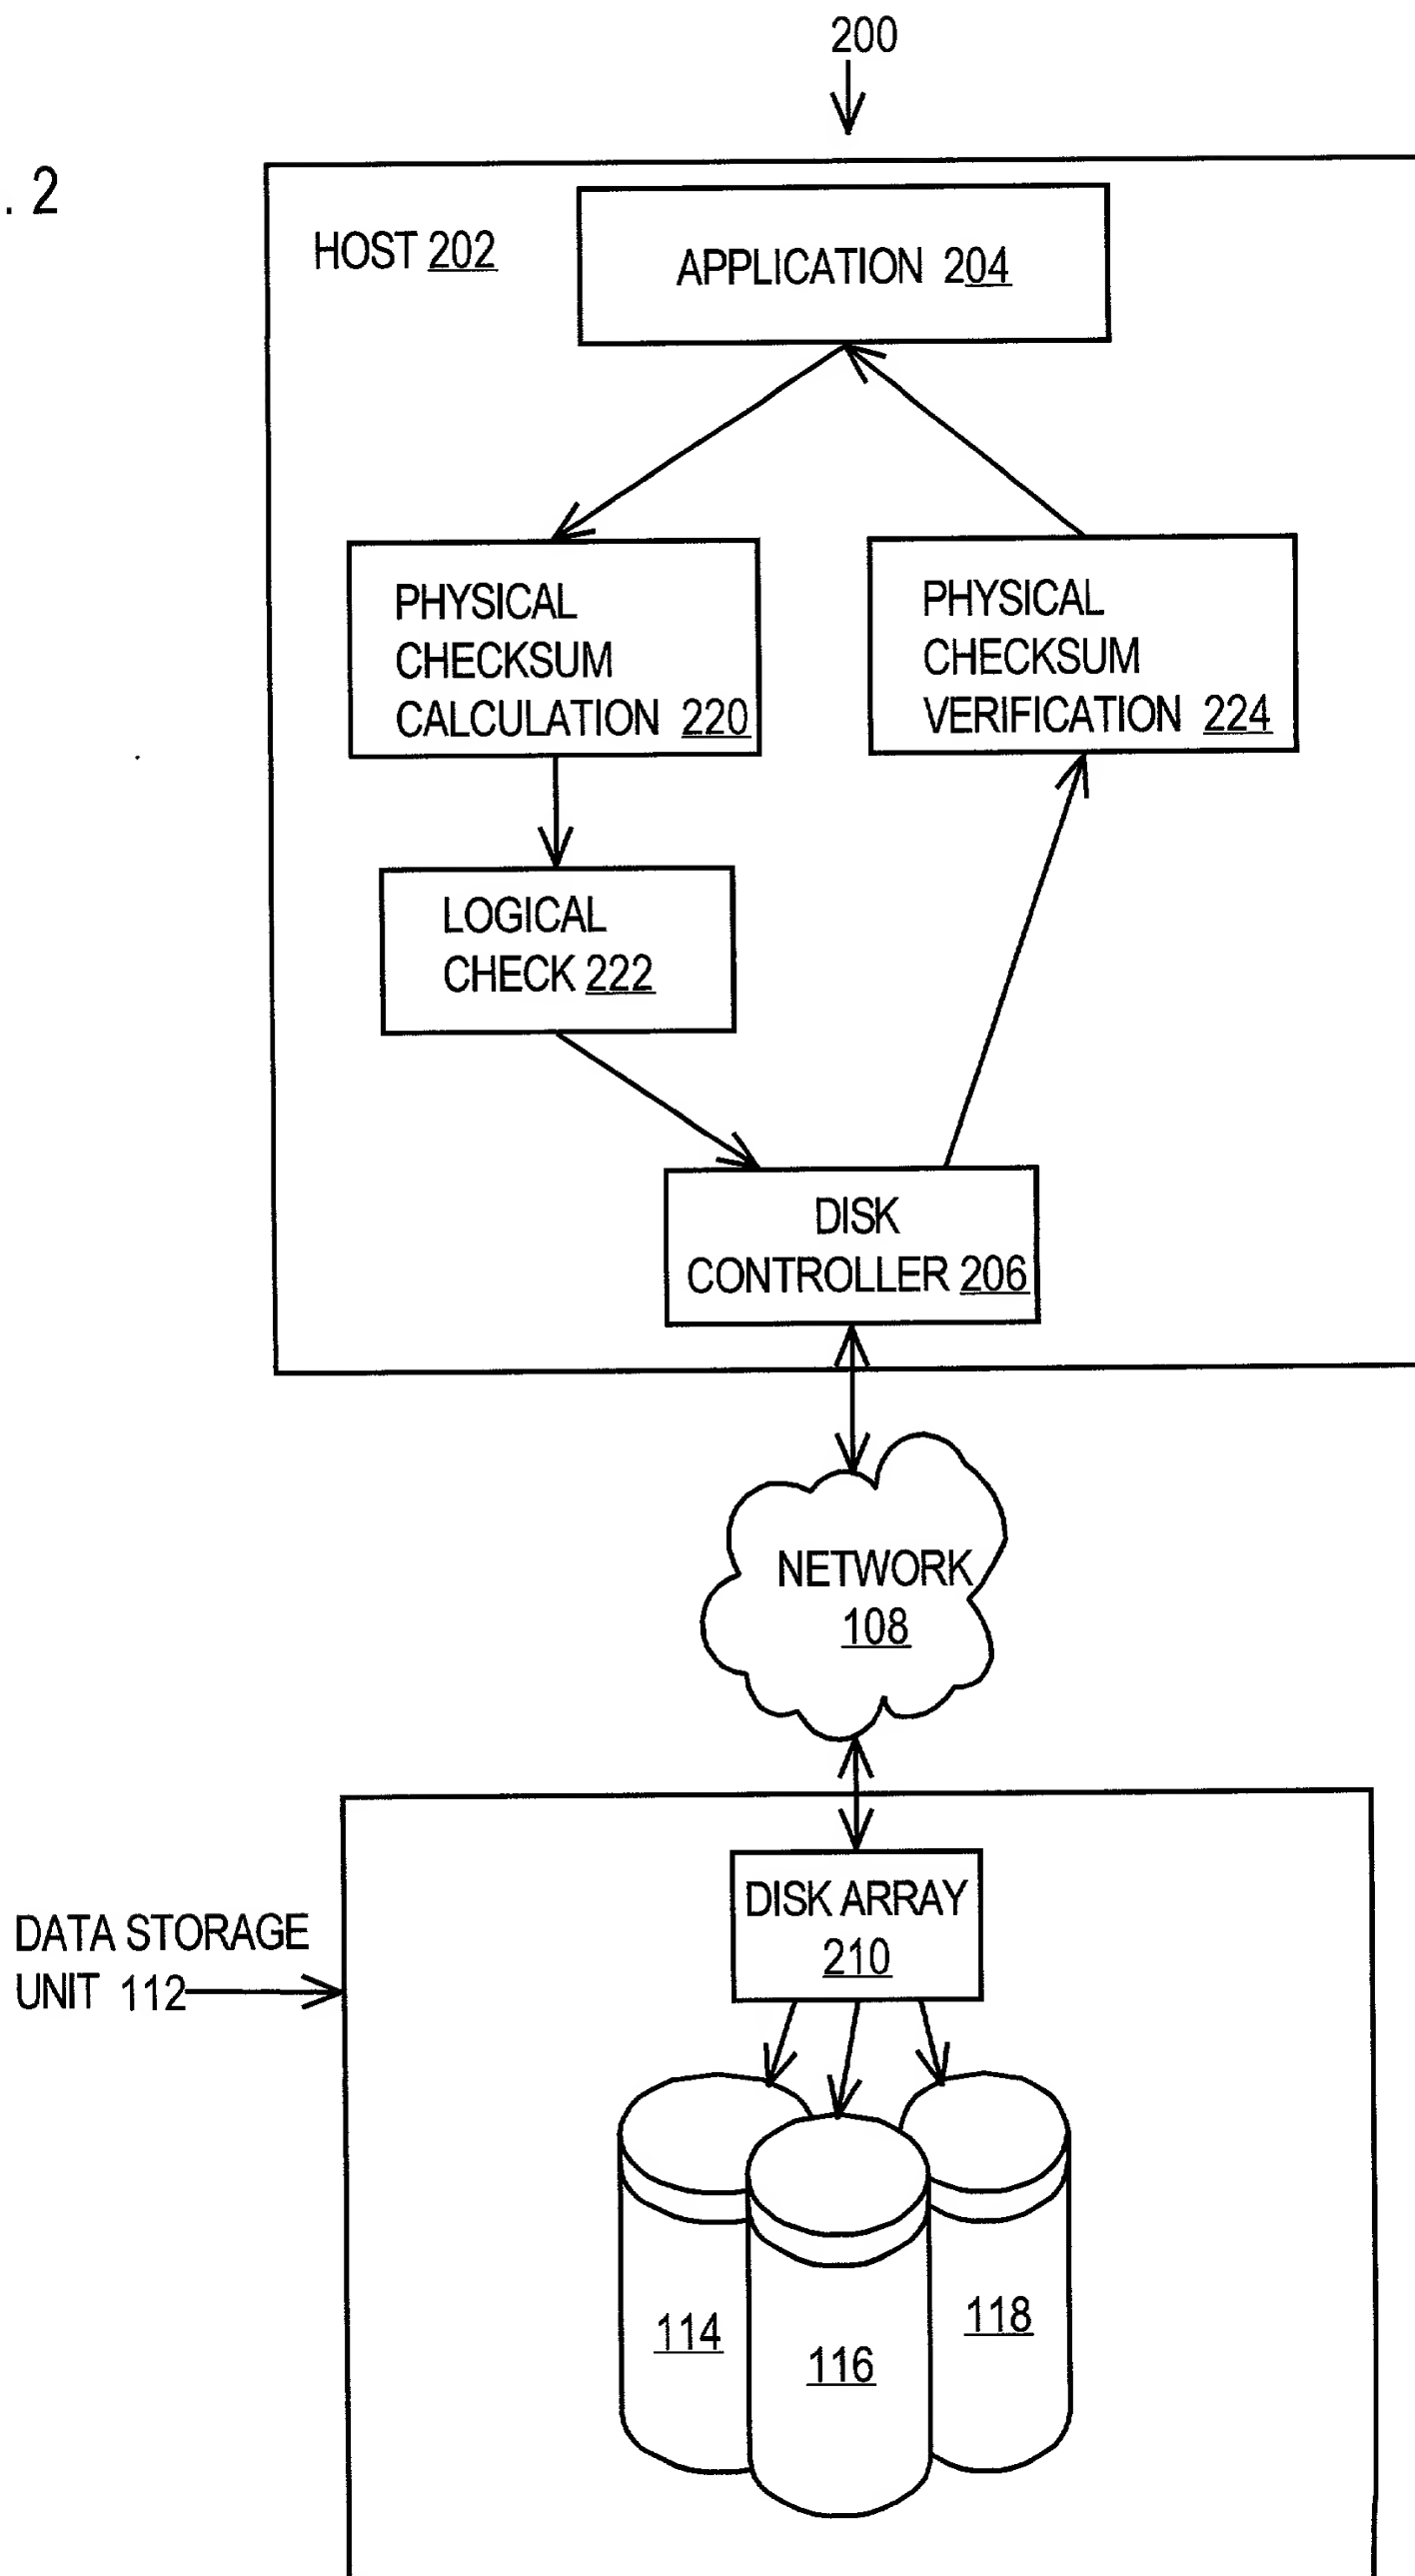 200
. 2
HOST 202
APPLICATION 204
PHYSICAL
CHECKSUM
CALCULATION 220
PHYSICAL
CHECKSUM
VERIFICATION 224
LOGICAL
CHECK 222
DISK
CONTROLLER 206
NETWORK
108
DISK ARRAY
210
DATA STORAGE
UNIT 112
114
116
118